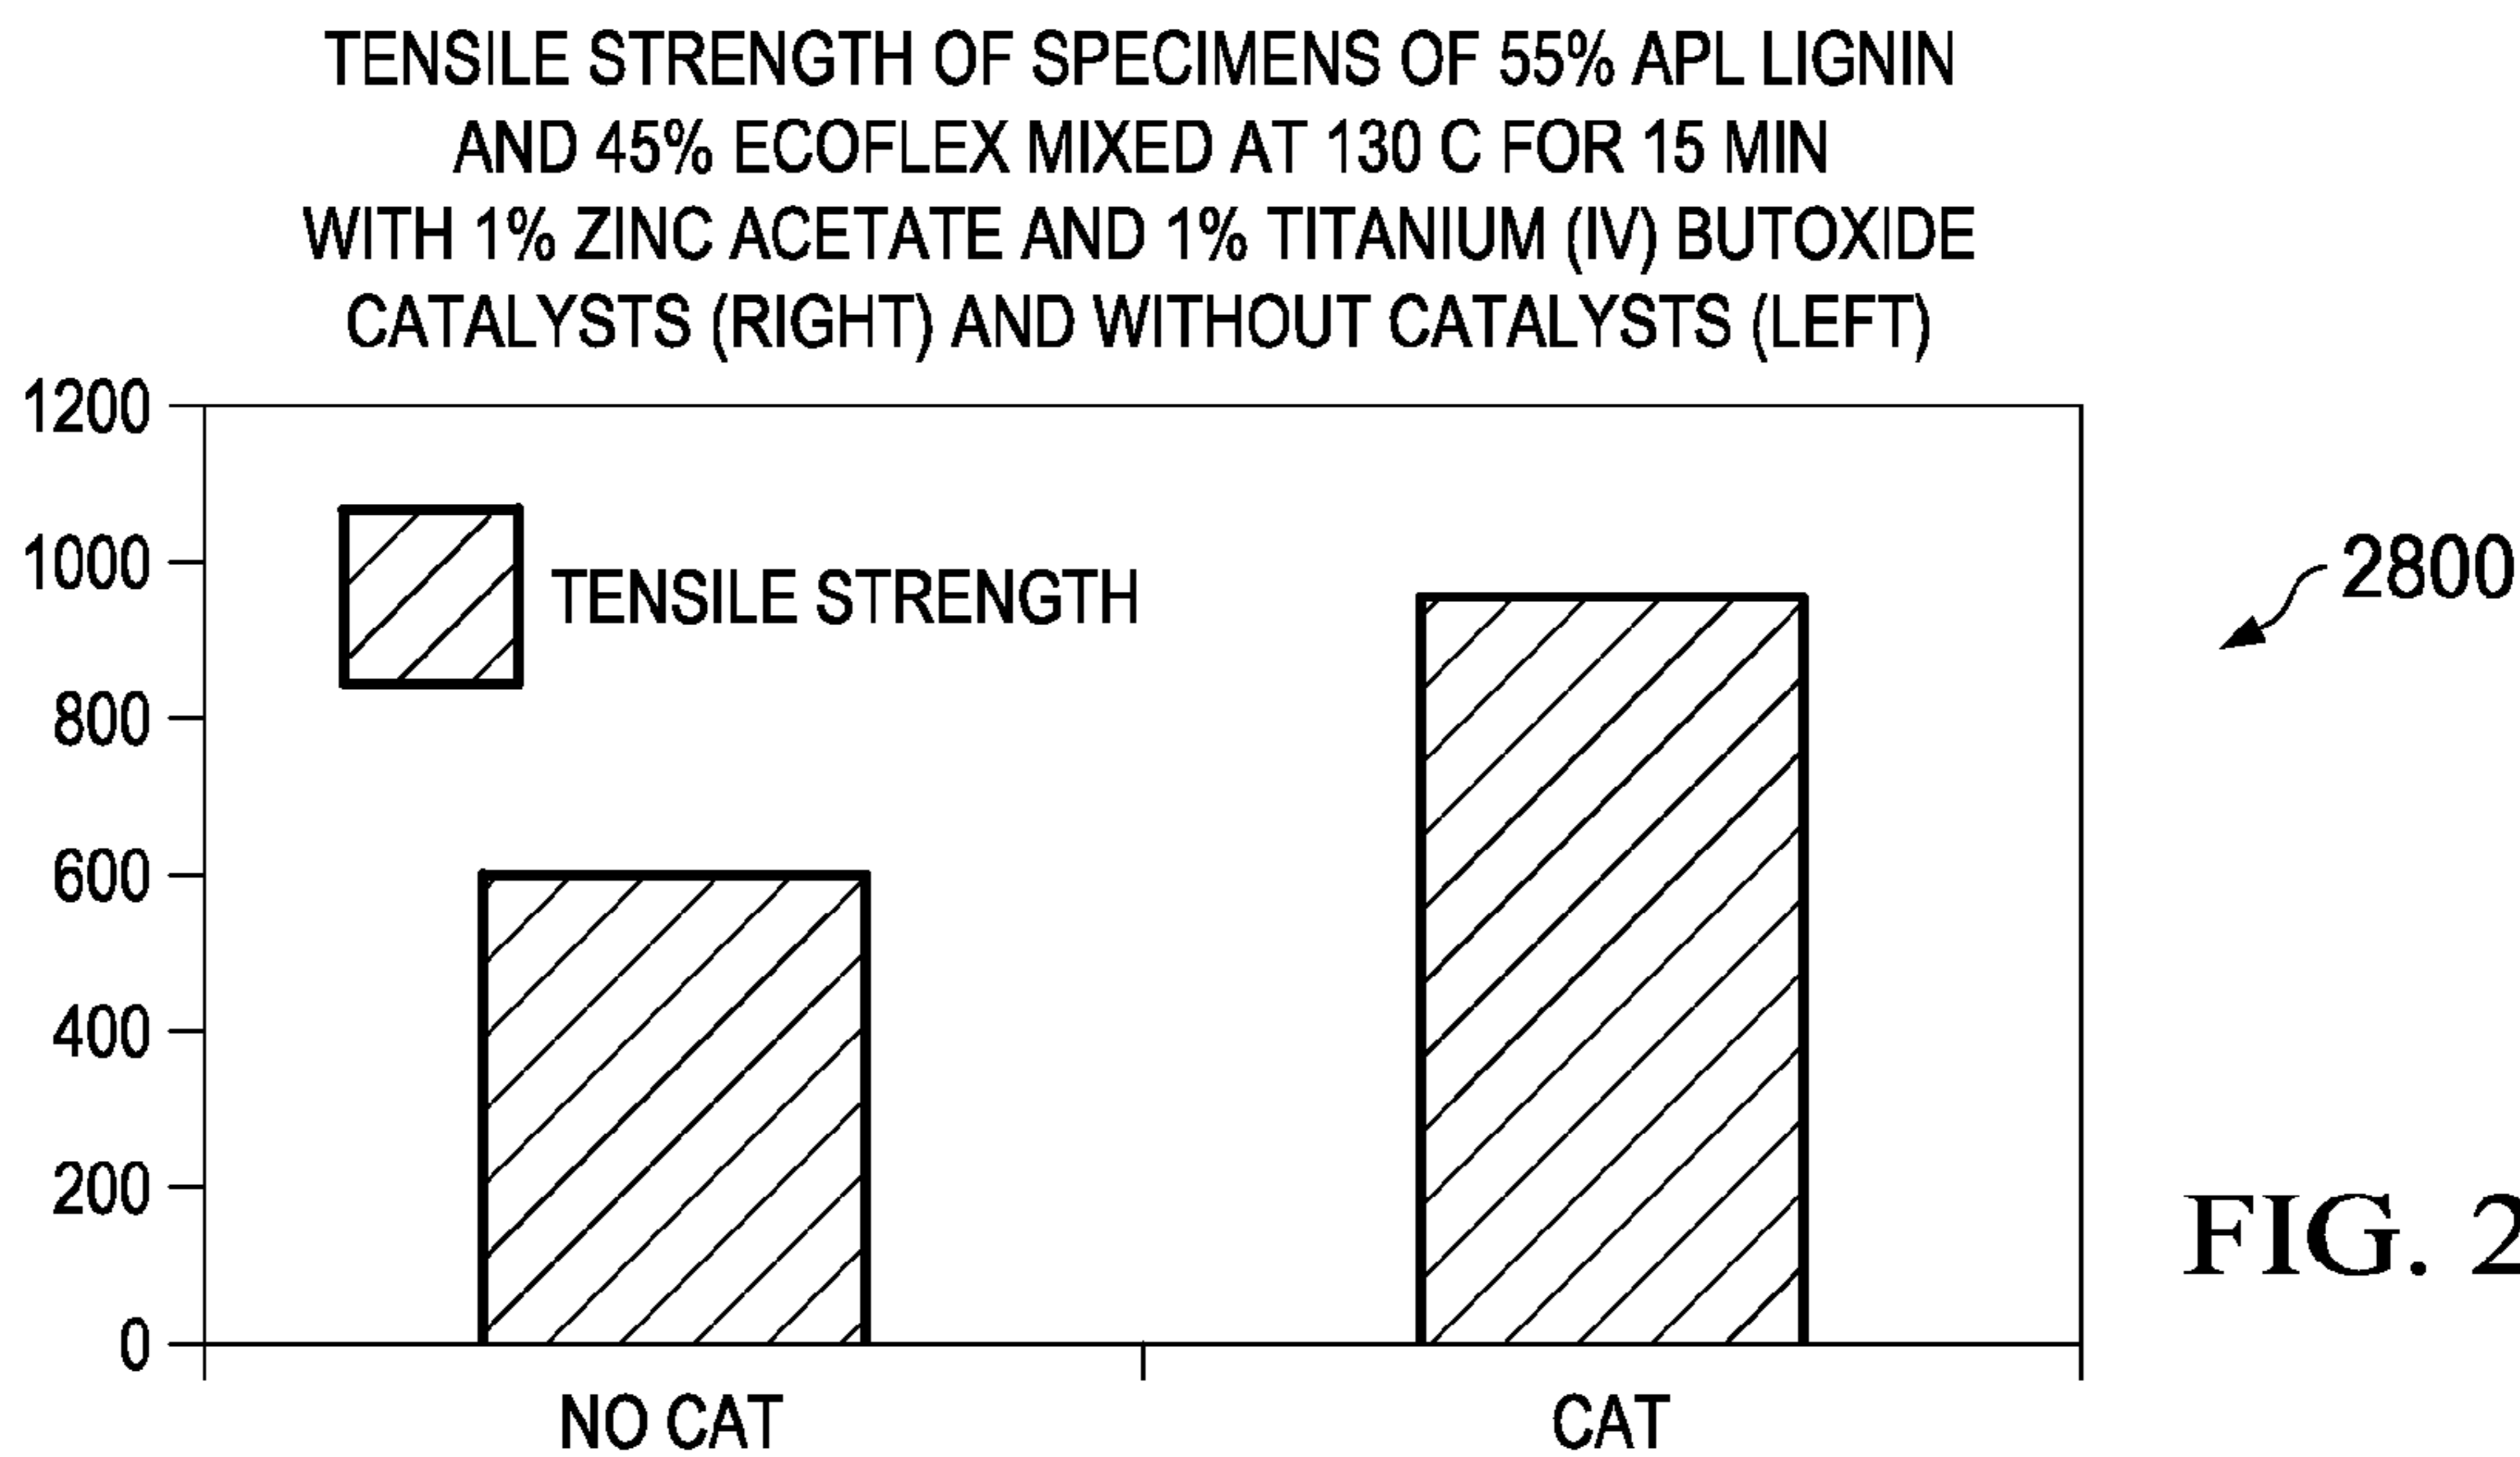 TENSILE STRENGTH OF SPECIMENS OF 55% APL LIGNIN
AND 45% ECOFLEX MIXED AT 130 C FOR 15 MIN
WITH 1% ZINC ACETATE AND 1% TITANIUM (IV) BUTOXIDE
CATALYSTS (RIGHT) AND WITHOUT CATALYSTS (LEFT)
1200
1000
800
600
400
200
0
TENSILE STRENGTH
2800
NO CAT
CAT
FIG. 2